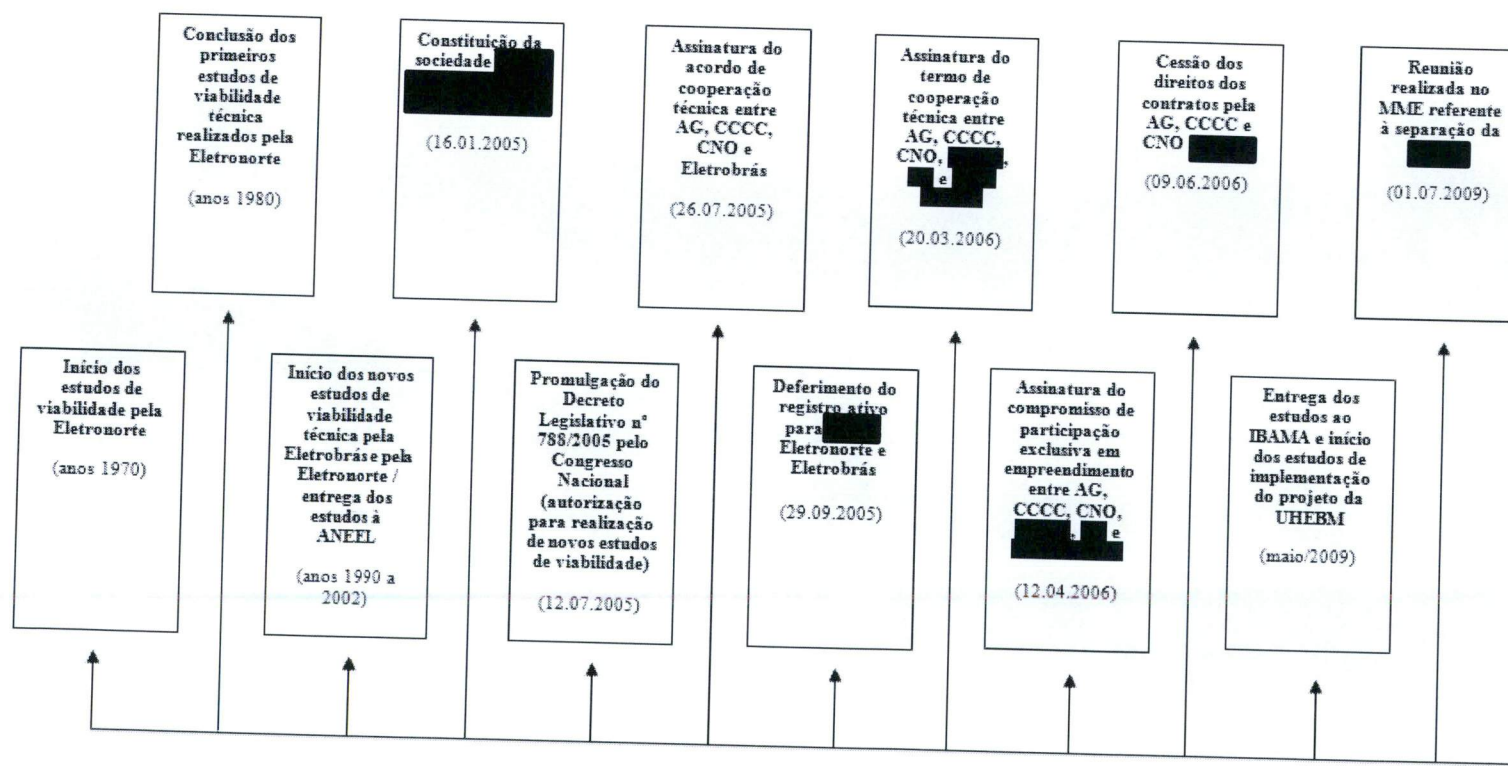 Conclusão dos
primeiros
estudos de
viabilidade
técnica
realizados pela
Eletronorte
(anos 1980)
Constituição da
sociedade
(16.01.2005)
Assinatura do
acordo de
cooperação
técnica entre
AG, CCCC,
CNO e
Eletrobrás
(26.07.2005)
Assinatura do
termo de
cooperação
técnica entre
AG, CCCC,
CNO, ,
e
(20.03.2006)
Cessão dos
direitos dos
contratos pela
AG, CCCC e
CNO
(09.06.2006)
Reunião
realizada no
MME referente
à separação da
(01.07.2009)
Início dos
estudos de
viabilidade pela
Eletronorte
(anos 1970)
Início dos novos
estudos de
viabilidade
técnica pela
Eletrobrás e pela
Eletronorte /
entrega dos
estudos à
ANEEL
(anos 1990 a
2002)
Promulgação do
Decreto
Legislativo nº
788/2005 pelo
Congresso
Nacional
(autorização
para realização
de novos estudos
de viabilidade)
(12.07.2005)
Deferimento do
registro ativo
para
Eletronorte e
Eletrobrás
(29.09.2005)
Assinatura do
compromisso de
participação
exclusiva em
empreendimento
entre AG,
CCCC, CNO,
, e
(12.04.2006)
Entrega dos
estudos ao
IBAMA e início
dos estudos de
implementação
do projeto da
UHEBM
(maio/2009)